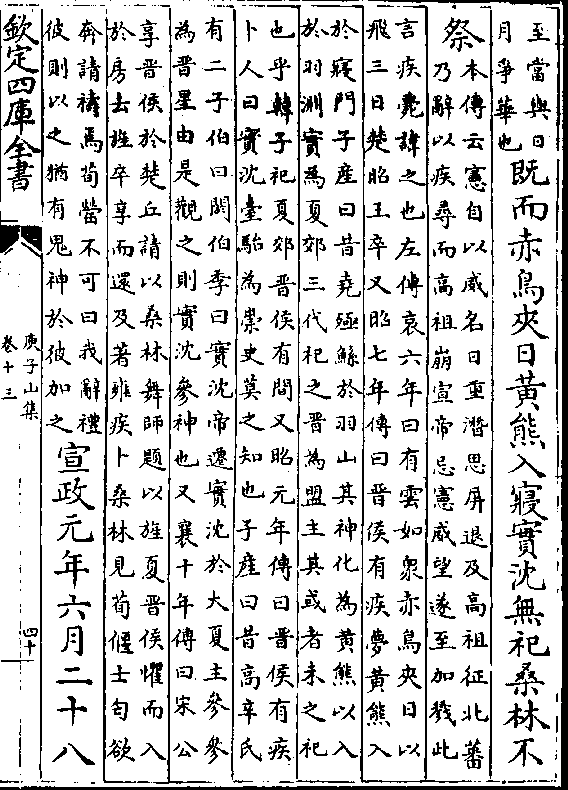 至當與日
月爭華也
既而赤烏夾日黄熊入寢實沈無祀桑林不
祭
本傳云憲自以威名日重潛思屏退及高祖征北蕃
乃辭以疾尋而高祖崩宣帝忌憲威望遂至加戮此
言疾薨諱之也左傳哀六年曰有雲如衆赤烏夾日以
飛三日楚昭王卒又昭七年傳曰晉侯有疾夢黄熊入
於寢門子產曰昔堯殛鯀於羽山其神化為黄熊以入
於羽淵實為夏郊三代祀之晉為盟主其或者未之祀
也乎韓子祀夏郊晉侯有間又昭元年傳曰晉侯有疾
卜人曰實沈臺駘為祟史莫之知也子產曰昔高辛氏
有二子伯曰閼伯季曰實沈帝遷實沈於大夏主參參
為晉星由是觀之則實沈參神也又襄十年傳曰宋公
享晉侯於楚丘請以桑林舞師題以旌夏晉侯懼而入
於房去旌卒享而還及著雍疾卜桑林見荀偃士匄欲
奔請禱焉荀罃不可曰我辭禮
彼則以之猶有鬼神於彼加之
宣政元年六月二十八
欽定四庫全書
庾子山集
卷十三
四十